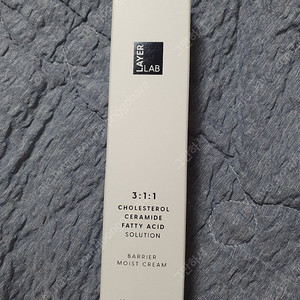 LAYER
LAB
3:1:1
CHOLESTEROL
CERAMIDE
FATTY ACID
SOLUTION
BARRIER
MOIST CREAM